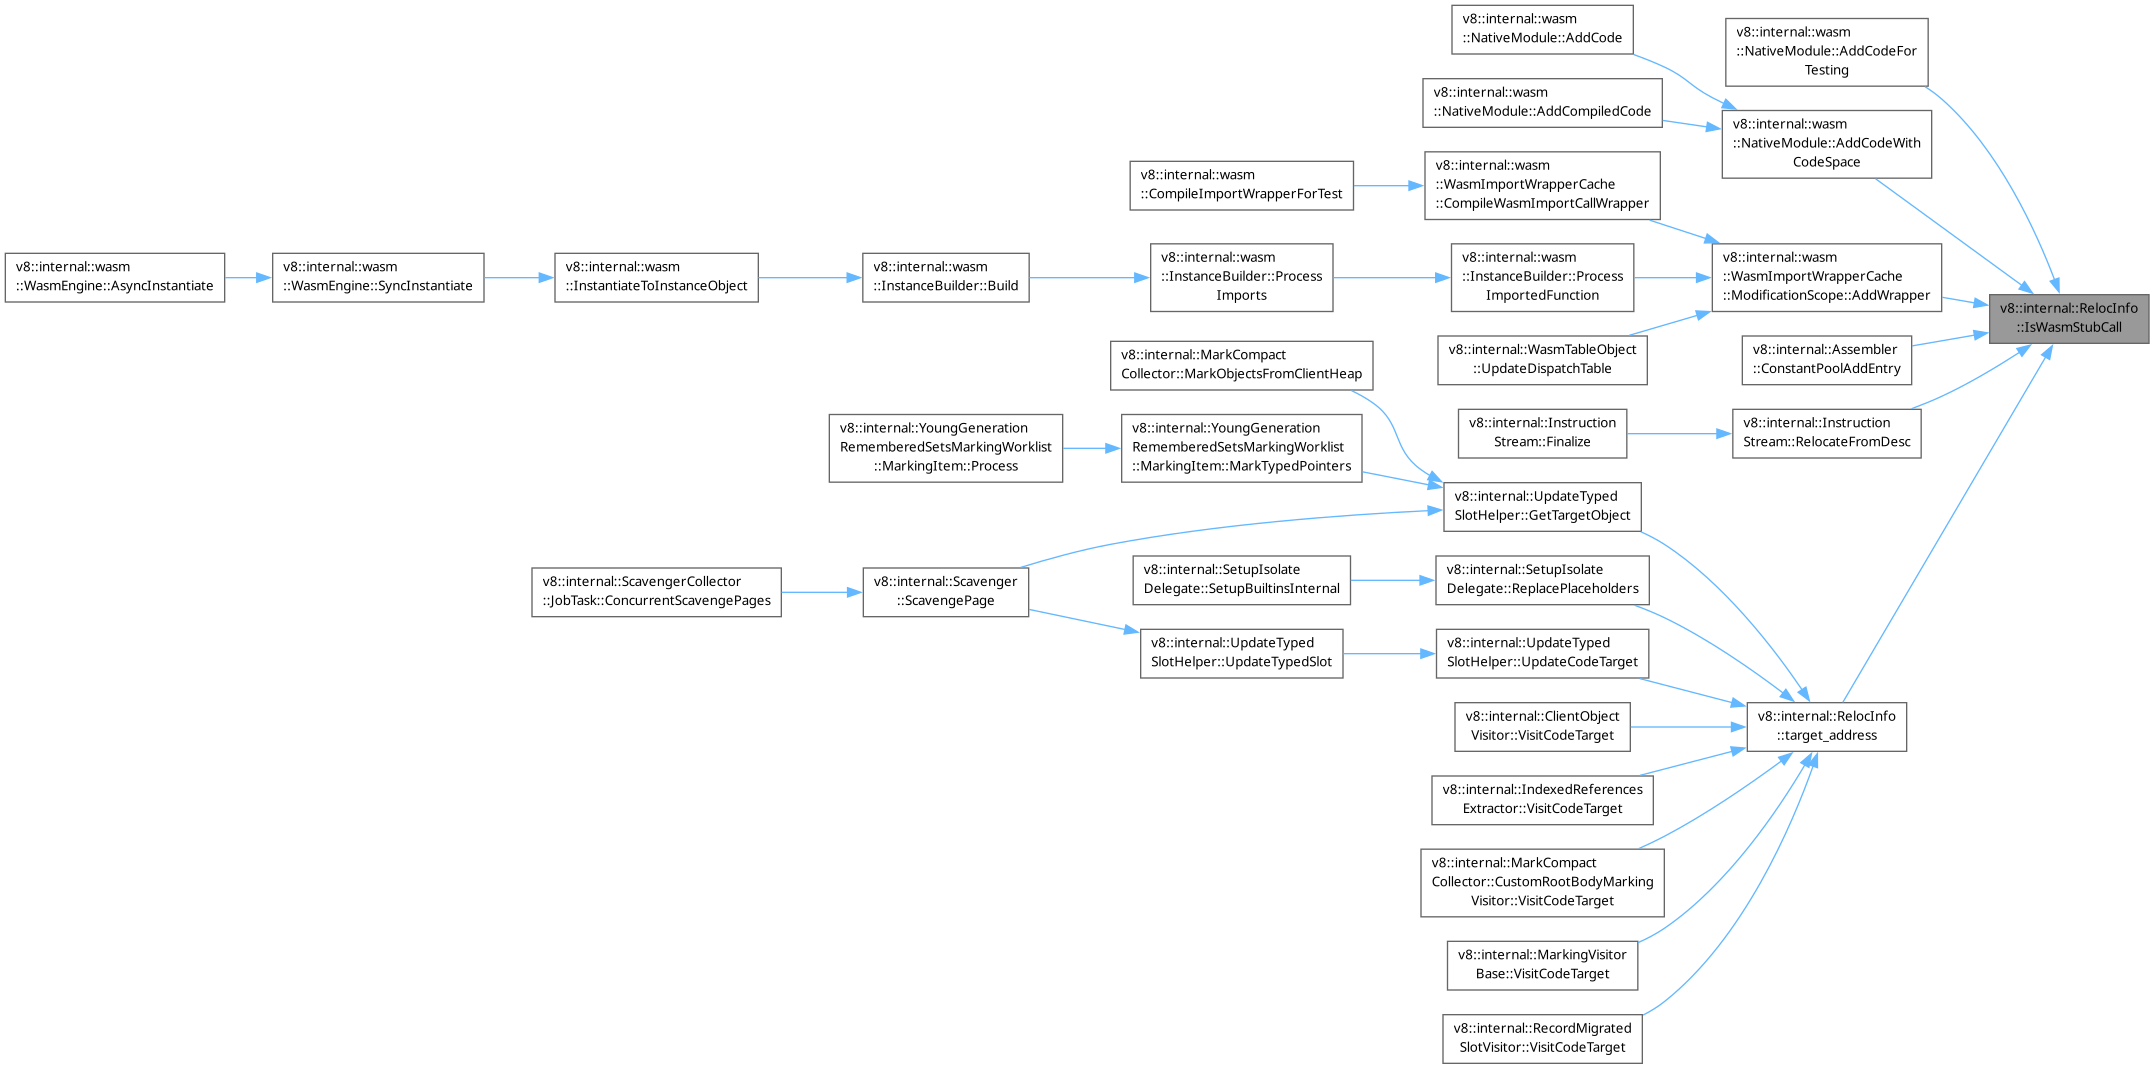 v8::internal::wasm
::NativeModule::AddCode
v8::internal::wasm
::NativeModule::AddCodeFor
Testing
v8::internal::wasm
::NativeModule::AddCompiledCode
v8::internal::wasm
::NativeModule::AddCodeWith
CodeSpace
v8::internal::wasm
::CompileImportWrapperForTest
v8::internal::wasm
::WasmImportWrapperCache
::CompileWasmImportCallWrapper
v8::internal::wasm
::WasmEngine::AsyncInstantiate
v8::internal::wasm
::WasmEngine::SyncInstantiate
v8::internal::wasm
::InstantiateToInstanceObject
v8::internal::wasm
::InstanceBuilder::Build
v8::internal::wasm
::InstanceBuilder::Process
Imports
v8::internal::wasm
::InstanceBuilder::Process
ImportedFunction
v8::internal::wasm
::WasmImportWrapperCache
::ModificationScope::AddWrapper
v8::internal::RelocInfo
::IsWasmStubCall
v8::internal::WasmTableObject
::UpdateDispatchTable
v8::internal::Assembler
::ConstantPoolAddEntry
v8::internal::MarkCompact
Collector::MarkObjectsFromClientHeap
v8::internal::YoungGeneration
RememberedSetsMarkingWorklist
::MarkingItem::Process
v8::internal::YoungGeneration
RememberedSetsMarkingWorklist
::MarkingItem::MarkTypedPointers
v8::internal::Instruction
Stream::Finalize
v8::internal::Instruction
Stream::RelocateFromDesc
v8::internal::UpdateTyped
SlotHelper::GetTargetObject
v8::internal::ScavengerCollector
::JobTask::ConcurrentScavengePages
v8::internal::Scavenger
::ScavengePage
v8::internal::SetupIsolate
Delegate::SetupBuiltinsInternal
v8::internal::SetupIsolate
Delegate::ReplacePlaceholders
v8::internal::UpdateTyped
SlotHelper::UpdateTypedSlot
v8::internal::UpdateTyped
SlotHelper::UpdateCodeTarget
v8::internal::ClientObject
Visitor::VisitCodeTarget
v8::internal::RelocInfo
::target_address
v8::internal::IndexedReferences
Extractor::VisitCodeTarget
v8::internal::MarkCompact
Collector::CustomRootBodyMarking
Visitor::VisitCodeTarget
v8::internal::MarkingVisitor
Base::VisitCodeTarget
v8::internal::RecordMigrated
SlotVisitor::VisitCodeTarget